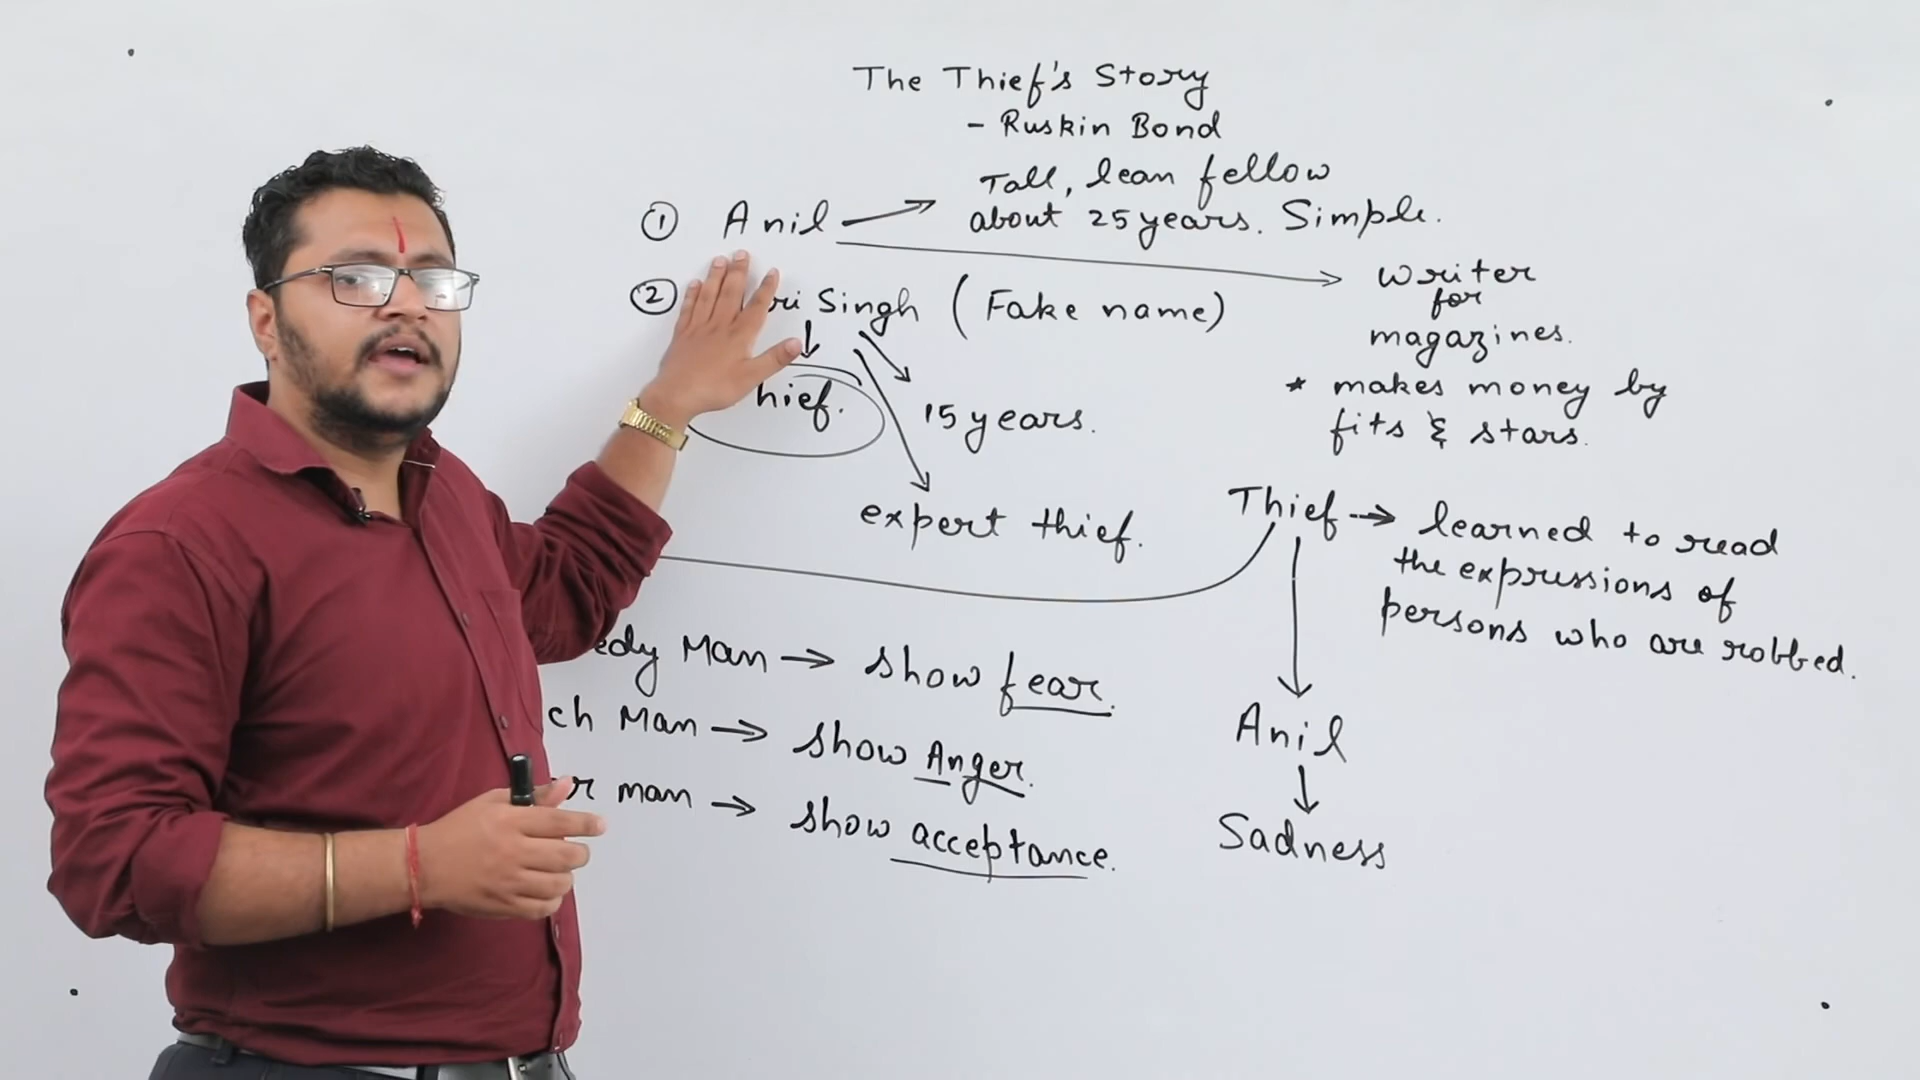 The Thief's Story
- Ruskin Bond
① Anil
Tall, lean fellow
about 25 years. Simple.
writer
for
magazines.
* makes money by
fits & stars.
② ri Singh (Fake name)
hief.
15 years.
expert thief.
Thief → learned to read
the expressions of
persons who are robbed.
edy Man → show fear.
ch Man → show Anger.
r man → show acceptance.
Anil
Sadness